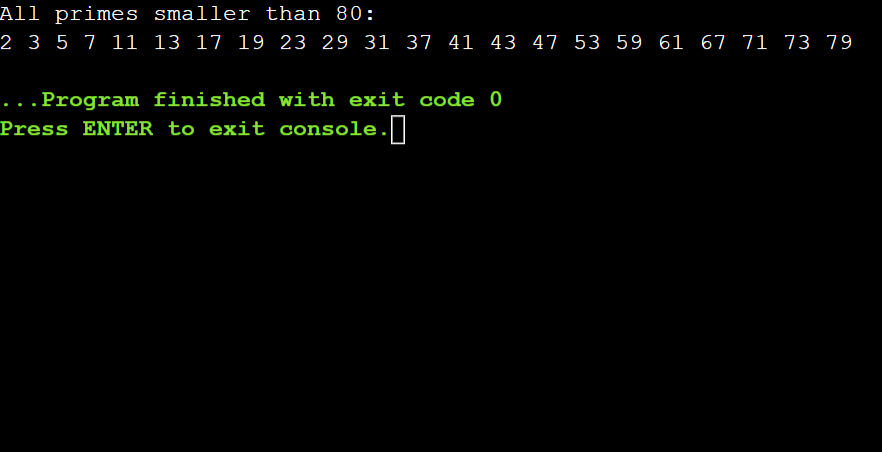 All primes smaller than 80:
2 3 5 7 11 13 17 19 23 29 31 37 41 43 47 53 59 61 67 71 73 79
...Program finished with exit code 0
Press ENTER to exit console.